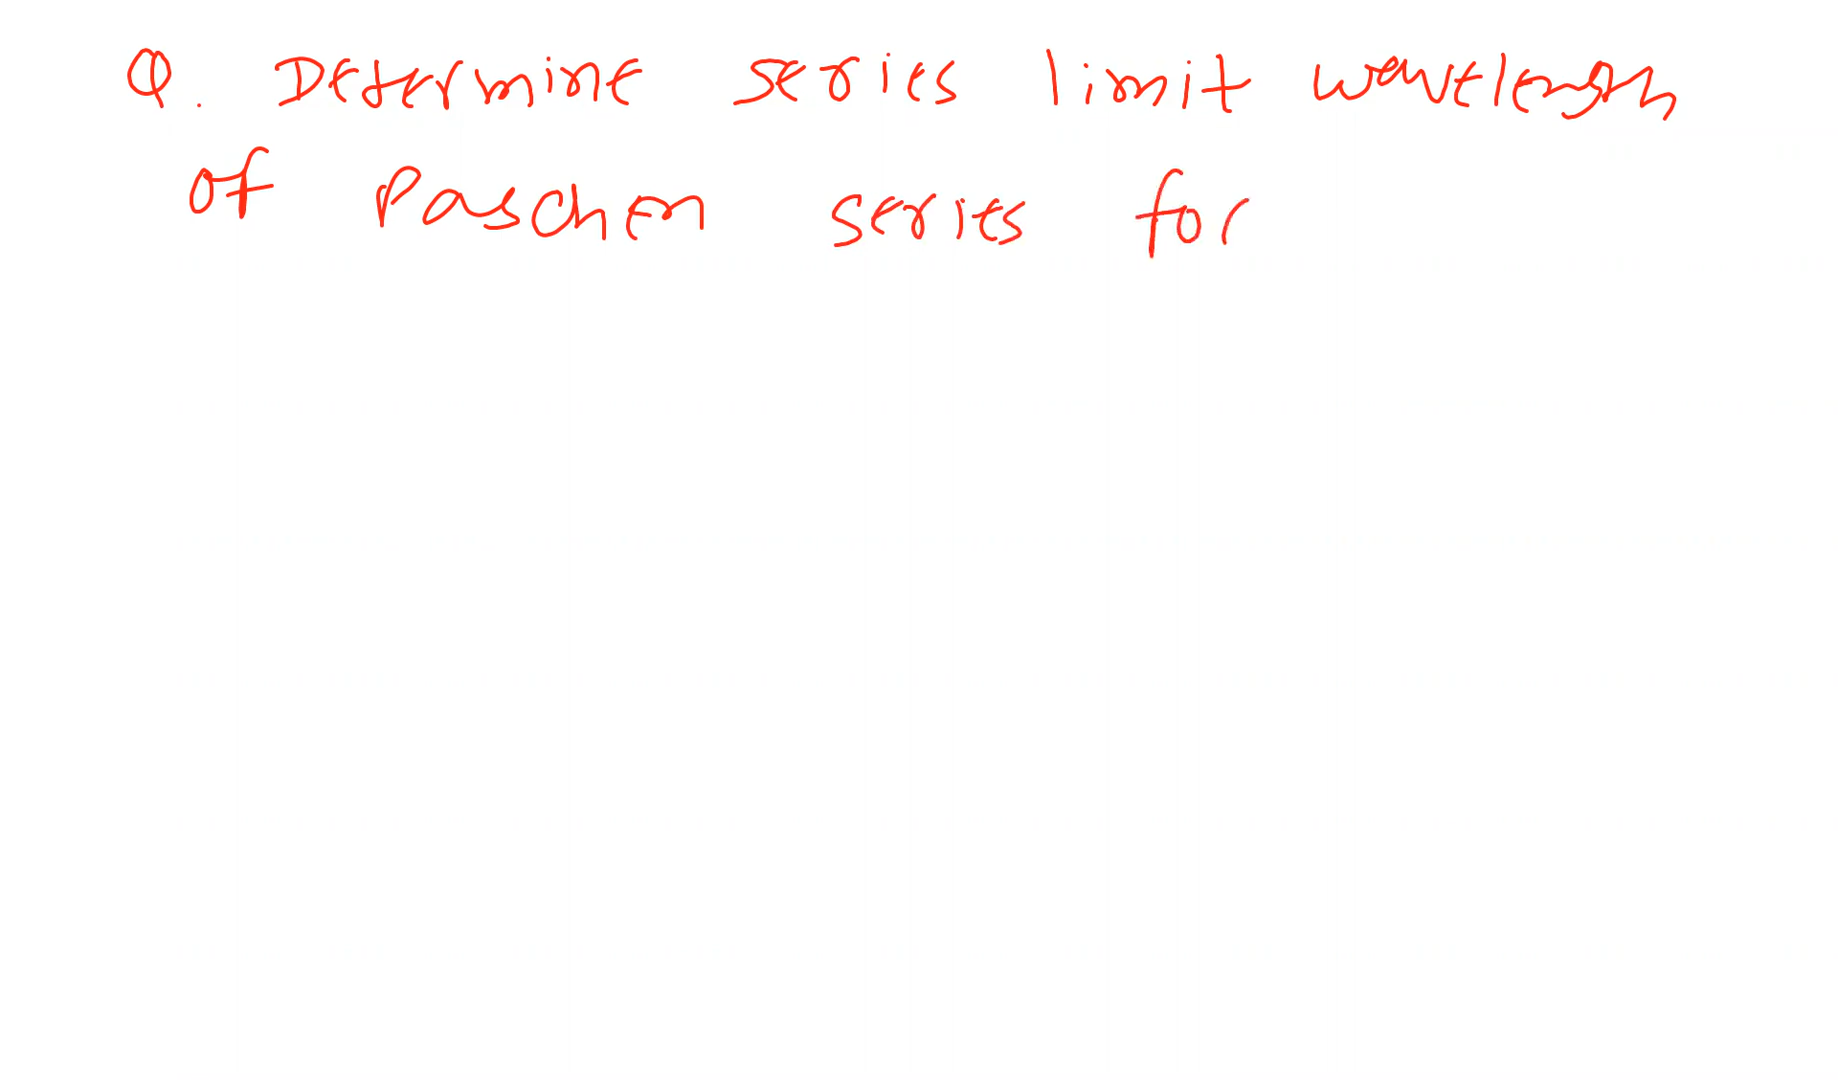 Q. Determine series limit wavelength
of Paschen series for